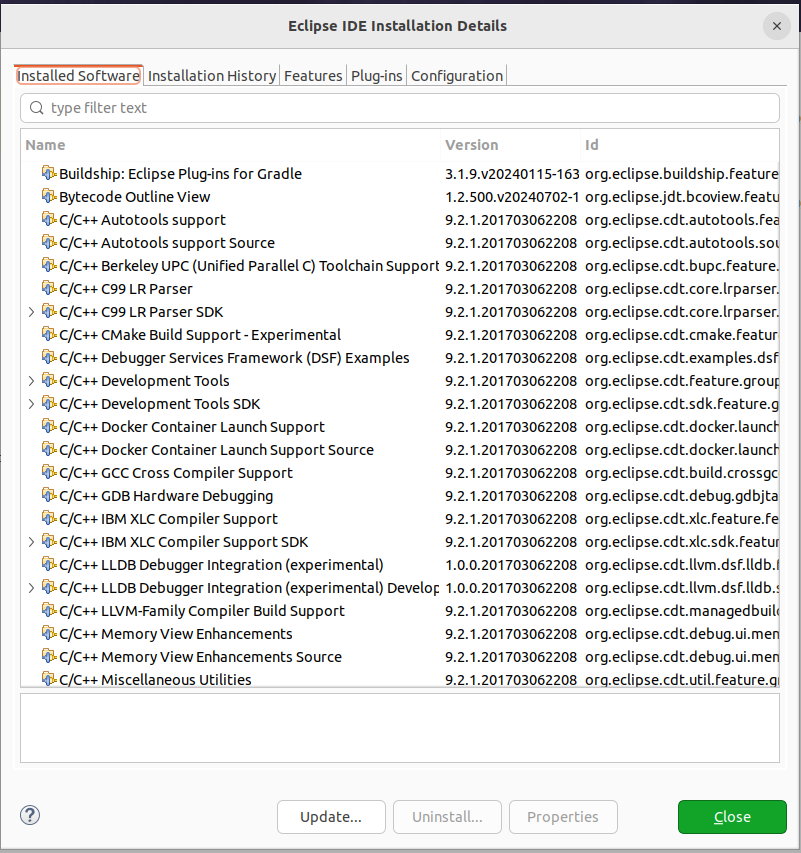 Eclipse IDE Installation Details
Installed Software Installation History Features Plug-ins Configuration
type filter text
Name Version Id
Buildship: Eclipse Plug-ins for Gradle 3.1.9.v20240115-163 org.eclipse.buildship.feature
Bytecode Outline View 1.2.500.v20240702-1 org.eclipse.jdt.bcoview.featu
C/C++ Autotools support 9.2.1.201703062208 org.eclipse.cdt.autotools.fea
C/C++ Autotools support Source 9.2.1.201703062208 org.eclipse.cdt.autotools.sou
C/C++ Berkeley UPC (Unified Parallel C) Toolchain Support 9.2.1.201703062208 org.eclipse.cdt.bupc.feature.
C/C++ C99 LR Parser 9.2.1.201703062208 org.eclipse.cdt.core.lrparser.
C/C++ C99 LR Parser SDK 9.2.1.201703062208 org.eclipse.cdt.core.lrparser.
C/C++ CMake Build Support - Experimental 9.2.1.201703062208 org.eclipse.cdt.cmake.featur
C/C++ Debugger Services Framework (DSF) Examples 9.2.1.201703062208 org.eclipse.cdt.examples.dsf
C/C++ Development Tools 9.2.1.201703062208 org.eclipse.cdt.feature.group
C/C++ Development Tools SDK 9.2.1.201703062208 org.eclipse.cdt.sdk.feature.g
C/C++ Docker Container Launch Support 9.2.1.201703062208 org.eclipse.cdt.docker.launch
C/C++ Docker Container Launch Support Source 9.2.1.201703062208 org.eclipse.cdt.docker.launch
C/C++ GCC Cross Compiler Support 9.2.1.201703062208 org.eclipse.cdt.build.crossgc
C/C++ GDB Hardware Debugging 9.2.1.201703062208 org.eclipse.cdt.debug.gdbjta
C/C++ IBM XLC Compiler Support 9.2.1.201703062208 org.eclipse.cdt.xlc.feature.fe
C/C++ IBM XLC Compiler Support SDK 9.2.1.201703062208 org.eclipse.cdt.xlc.sdk.featur
C/C++ LLDB Debugger Integration (experimental) 1.0.0.201703062208 org.eclipse.cdt.llvm.dsf.lldb.f
C/C++ LLDB Debugger Integration (experimental) Develop 1.0.0.201703062208 org.eclipse.cdt.llvm.dsf.lldb.s
C/C++ LLVM-Family Compiler Build Support 9.2.1.201703062208 org.eclipse.cdt.managedbuil
C/C++ Memory View Enhancements 9.2.1.201703062208 org.eclipse.cdt.debug.ui.mem
C/C++ Memory View Enhancements Source 9.2.1.201703062208 org.eclipse.cdt.debug.ui.mem
C/C++ Miscellaneous Utilities 9.2.1.201703062208 org.eclipse.cdt.util.feature.gr
Update... Uninstall... Properties Close